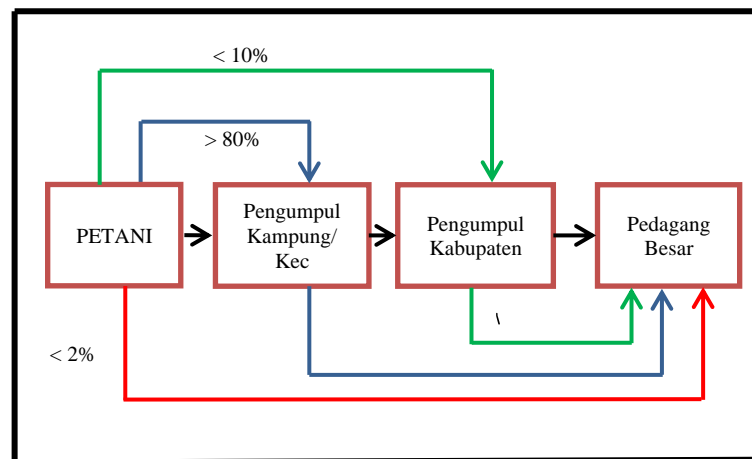 < 10%
> 80%
PETANI
Pengumpul
Kampung/
Kec
Pengumpul
Kabupaten
Pedagang
Besar
< 2%